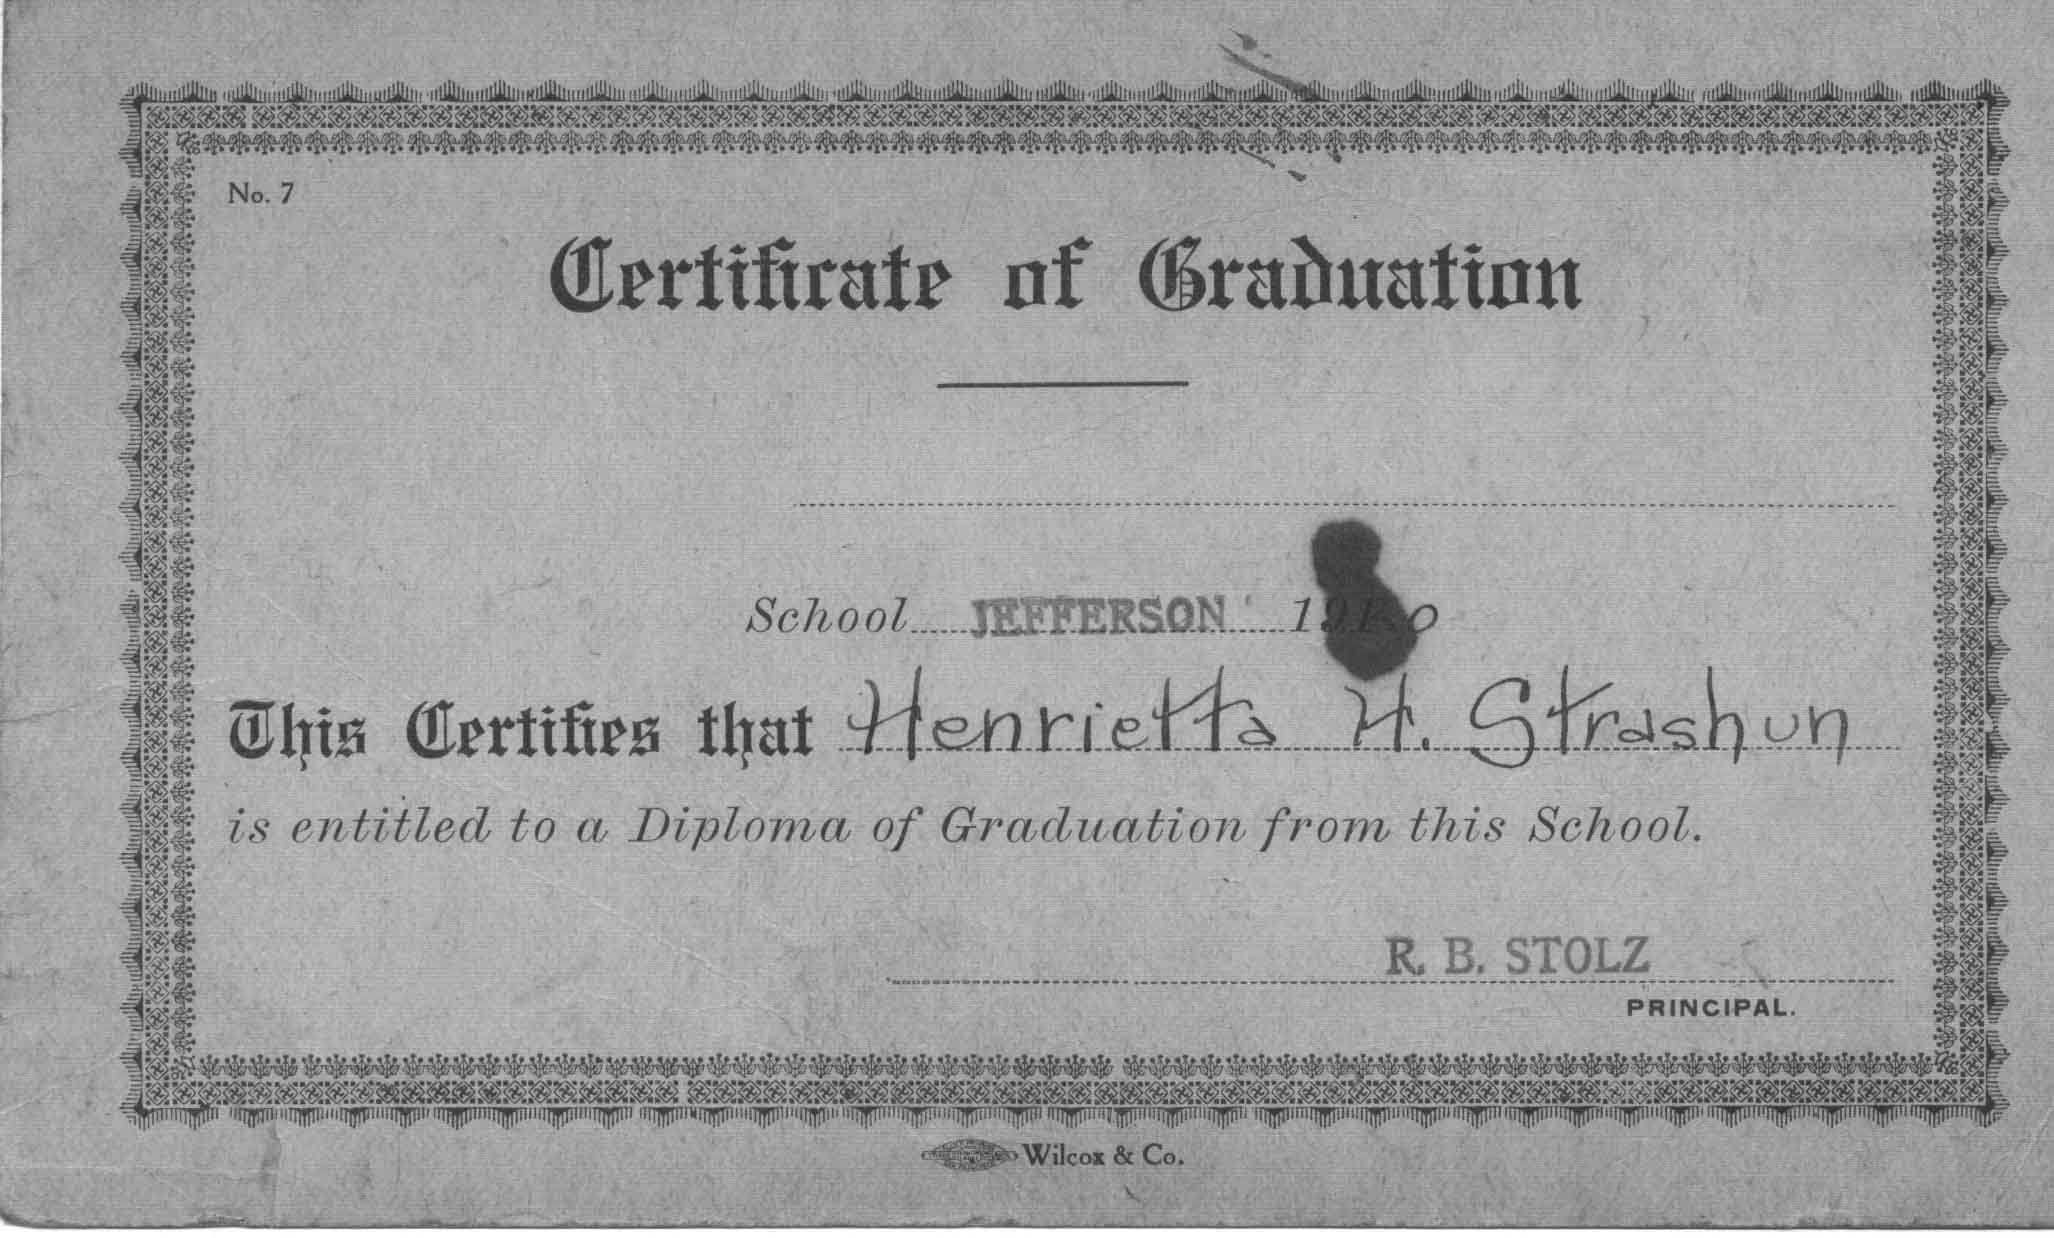 No. 7
Certificate of Graduation
School JEFFERSON 19
This Certifies that Henrietta H. Strashun
is entitled to a Diploma of Graduation from this School.
R. B. STOLZ
PRINCIPAL.
Wilcox & Co.